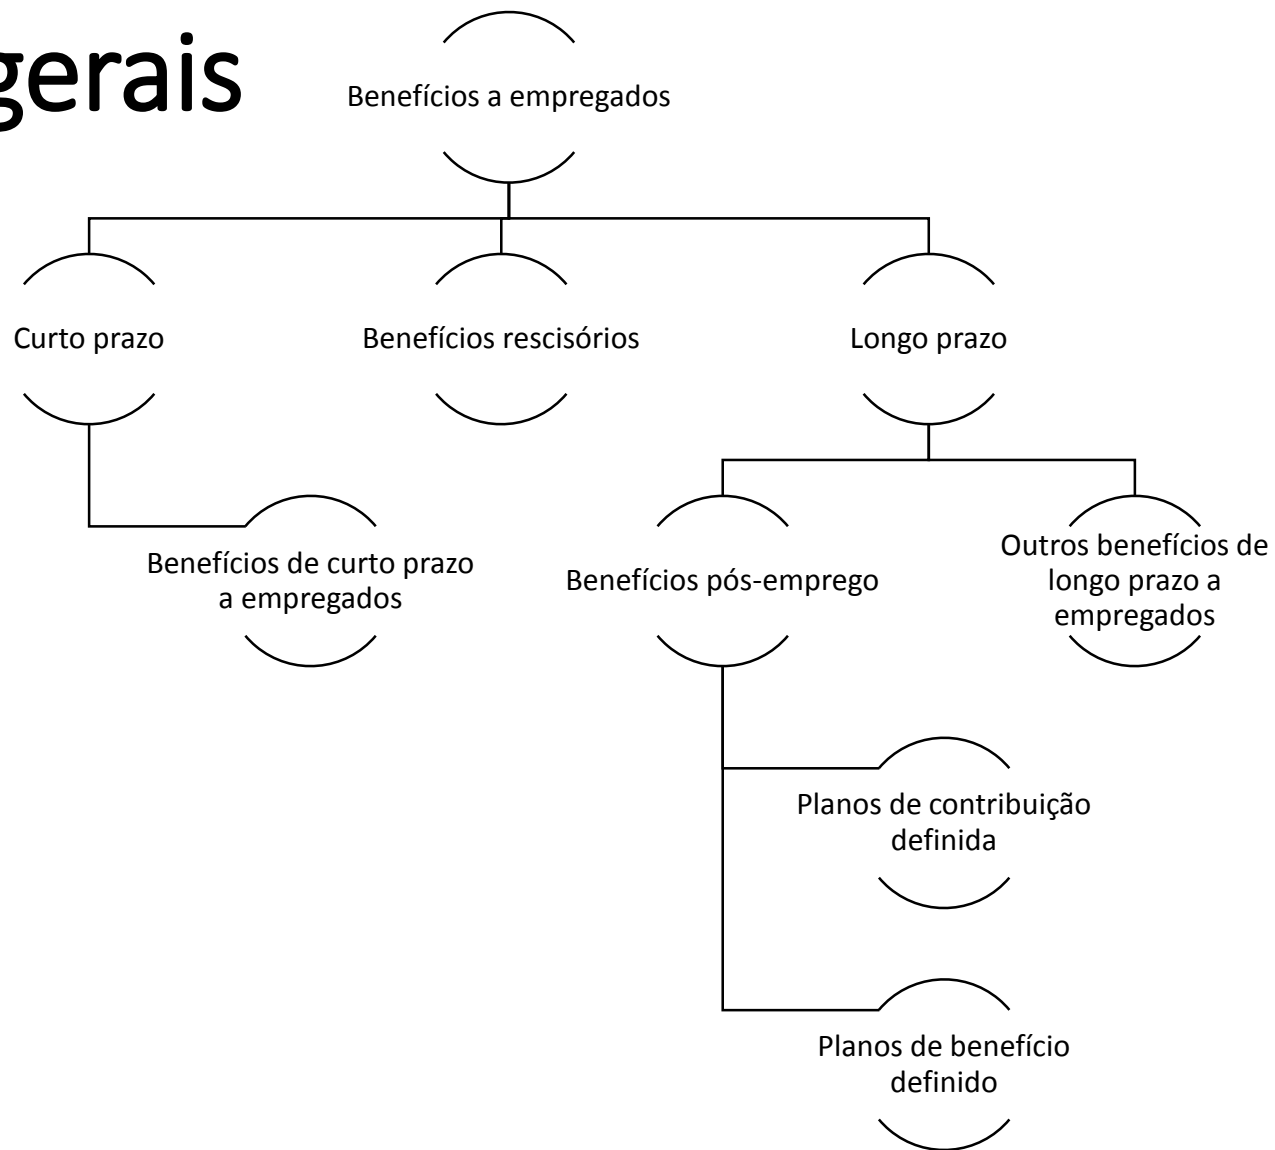 gerais
Benefícios a empregados
Curto prazo
Benefícios rescisórios
Longo prazo
Benefícios de curto prazo
a empregados
Benefícios pós-emprego
Outros benefícios de
longo prazo a
empregados
Planos de contribuição
definida
Planos de benefício
definido